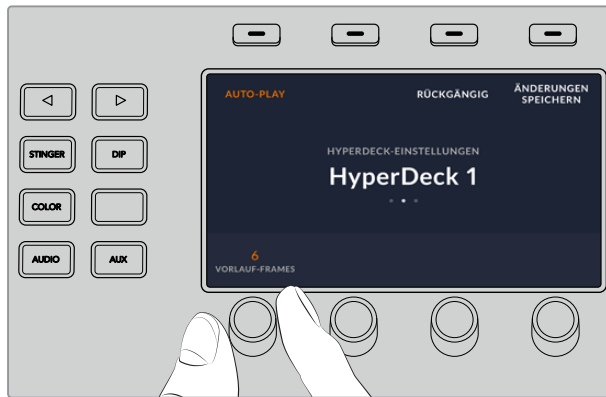 AUTO-PLAY
RÜCKGÄNGIG
ÄNDERUNGEN
SPEICHERN
HYPERDECK-EINSTELLUNGEN
HyperDeck 1
6
VORLAUF-FRAMES
STINGER
DIP
COLOR
AUDIO
AUX